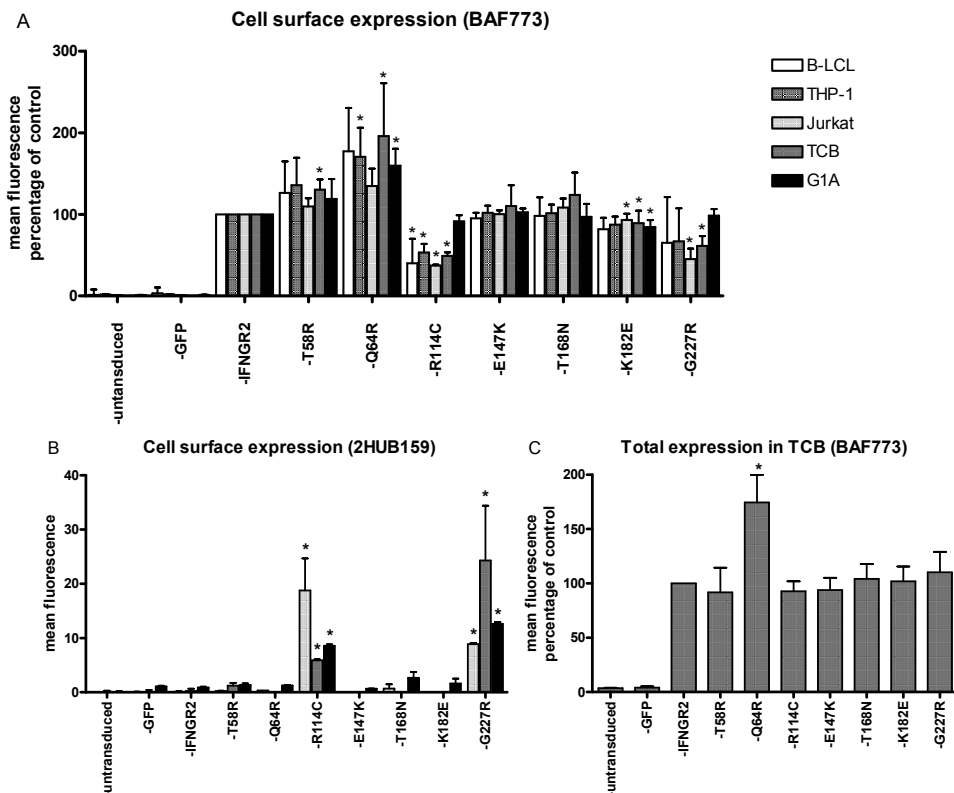 A
Cell surface expression (BAF773)
mean fluorescence
percentage of control
300
200
100
0
*
*
*
*
*
*
*
*
*
*
*
*
*
*
-untansduced
-GFP
-IFNGR2
-T58R
-Q64R
-R114C
-E147K
-T168N
-K182E
-G227R
B-LCL
THP-1
Jurkat
TCB
G1A
B
Cell surface expression (2HUB159)
mean fluorescence
40
30
20
10
0
*
*
*
*
*
*
-untransduced
-GFP
-IFNGR2
-T58R
-Q64R
-R114C
-E147K
-T168N
-K182E
-G227R
C
Total expression in TCB (BAF773)
mean fluorescence
percentage of control
200
150
100
50
0
*
-untransduced
-GFP
-IFNGR2
-T58R
-Q64R
-R114C
-E147K
-T168N
-K182E
-G227R